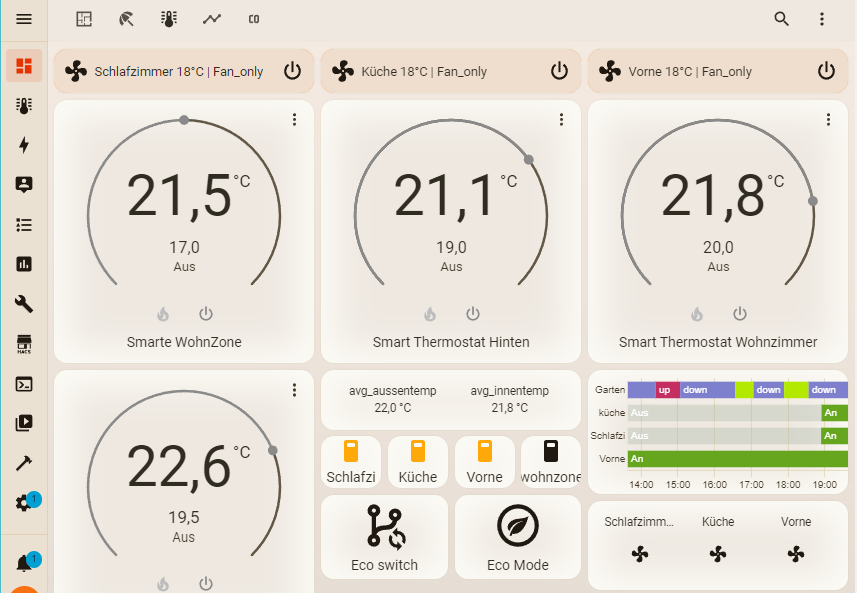 CO
Schlafzimmer 18°C | Fan_only
Küche 18°C | Fan_only
Vorne 18°C | Fan_only
21,5 °C
17,0
Aus
Smarte WohnZone
21,1 °C
19,0
Aus
Smart Thermostat Hinten
21,8 °C
20,0
Aus
Smart Thermostat Wohnzimmer
HACS
1
1
22,6 °C
19,5
Aus
avg_aussentemp
22,0 °C
avg_innentemp
21,8 °C
Schlafzi
Küche
Vorne
wohnzone
Eco switch
Eco Mode
Garten up down down down
küche Aus An
Schlafzi Aus An
Vorne An
14:00 15:00 16:00 17:00 18:00 19:00
Schlafzimm...
Küche
Vorne